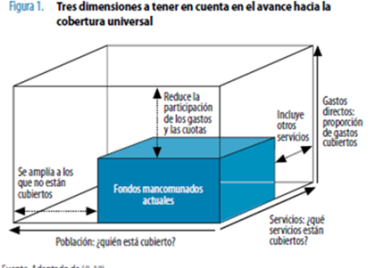 Figura 1. Tres dimensiones a tener en cuenta en el avance hacia la
cobertura universal
Reduce la
participación
de los gastos
y las cuotas
Incluye
otros
servicios
Gastos
directos:
proporción
de gastos
cubiertos
Se amplía a los
que no están
cubiertos
Fondos mancomunados
actuales
Servicios: ¿qué
servicios están
cubiertos?
Población: ¿quién está cubierto?